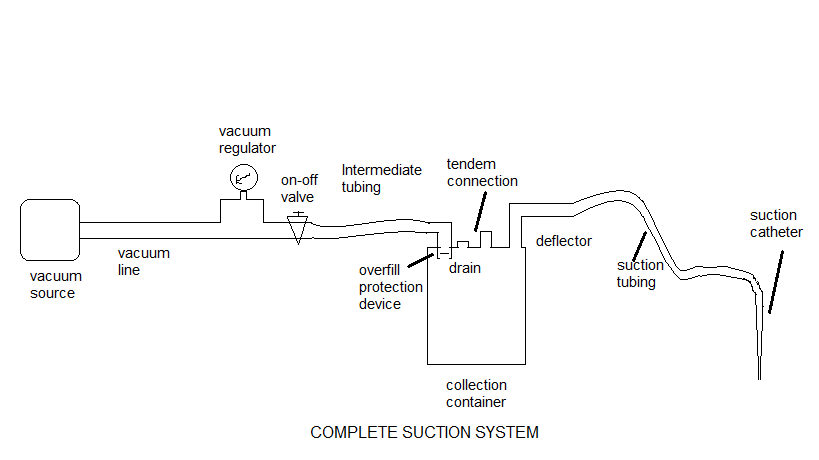 vacuum
regulator
on-off
valve
Intermediate
tubing
tendem
connection
suction
catheter
vacuum
line
vacuum
source
overfill
protection
device
drain
deflector
suction
tubing
collection
container
COMPLETE SUCTION SYSTEM